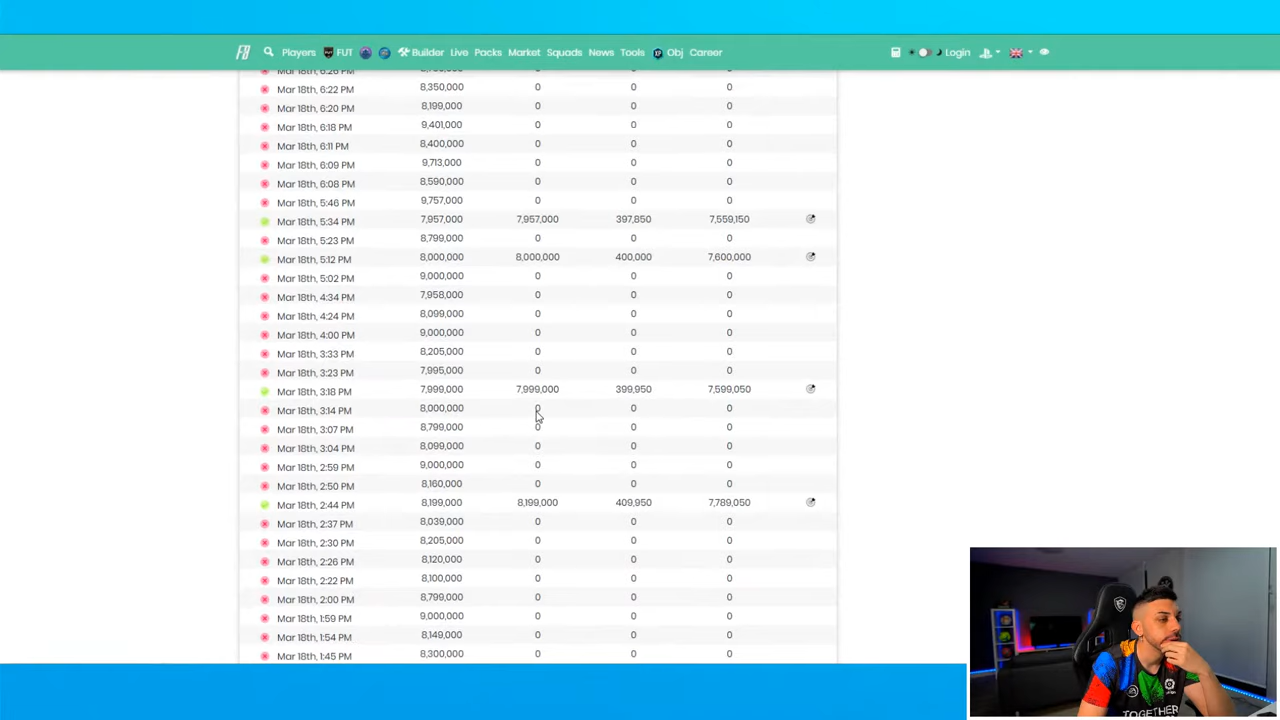 Players FUT Builder Live Packs Market Squads News Tools Obj Career Login
Mar 18th, 6:26 PM
Mar 18th, 6:22 PM 8,350,000 0 0 0
Mar 18th, 6:20 PM 8,199,000 0 0 0
Mar 18th, 6:18 PM 9,401,000 0 0 0
Mar 18th, 6:11 PM 8,400,000 0 0 0
Mar 18th, 6:09 PM 9,713,000 0 0 0
Mar 18th, 6:08 PM 8,590,000 0 0 0
Mar 18th, 5:46 PM 9,757,000 0 0 0
Mar 18th, 5:34 PM 7,957,000 7,957,000 397,850 7,559,150
Mar 18th, 5:23 PM 8,799,000 0 0 0
Mar 18th, 5:12 PM 8,000,000 8,000,000 400,000 7,600,000
Mar 18th, 5:02 PM 9,000,000 0 0 0
Mar 18th, 4:34 PM 7,958,000 0 0 0
Mar 18th, 4:24 PM 8,099,000 0 0 0
Mar 18th, 4:00 PM 9,000,000 0 0 0
Mar 18th, 3:33 PM 8,205,000 0 0 0
Mar 18th, 3:23 PM 7,995,000 0 0 0
Mar 18th, 3:18 PM 7,999,000 7,999,000 399,950 7,599,050
Mar 18th, 3:14 PM 8,000,000 0 0 0
Mar 18th, 3:07 PM 8,799,000 0 0 0
Mar 18th, 3:04 PM 8,099,000 0 0 0
Mar 18th, 2:59 PM 9,000,000 0 0 0
Mar 18th, 2:50 PM 8,160,000 0 0 0
Mar 18th, 2:44 PM 8,199,000 8,199,000 409,950 7,789,050
Mar 18th, 2:37 PM 8,039,000 0 0 0
Mar 18th, 2:30 PM 8,205,000 0 0 0
Mar 18th, 2:26 PM 8,120,000 0 0 0
Mar 18th, 2:22 PM 8,100,000 0 0 0
Mar 18th, 2:00 PM 8,799,000 0 0 0
Mar 18th, 1:59 PM 9,000,000 0 0 0
Mar 18th, 1:54 PM 8,149,000 0 0 0
Mar 18th, 1:45 PM 8,300,000 0 0 0
TOGETHER